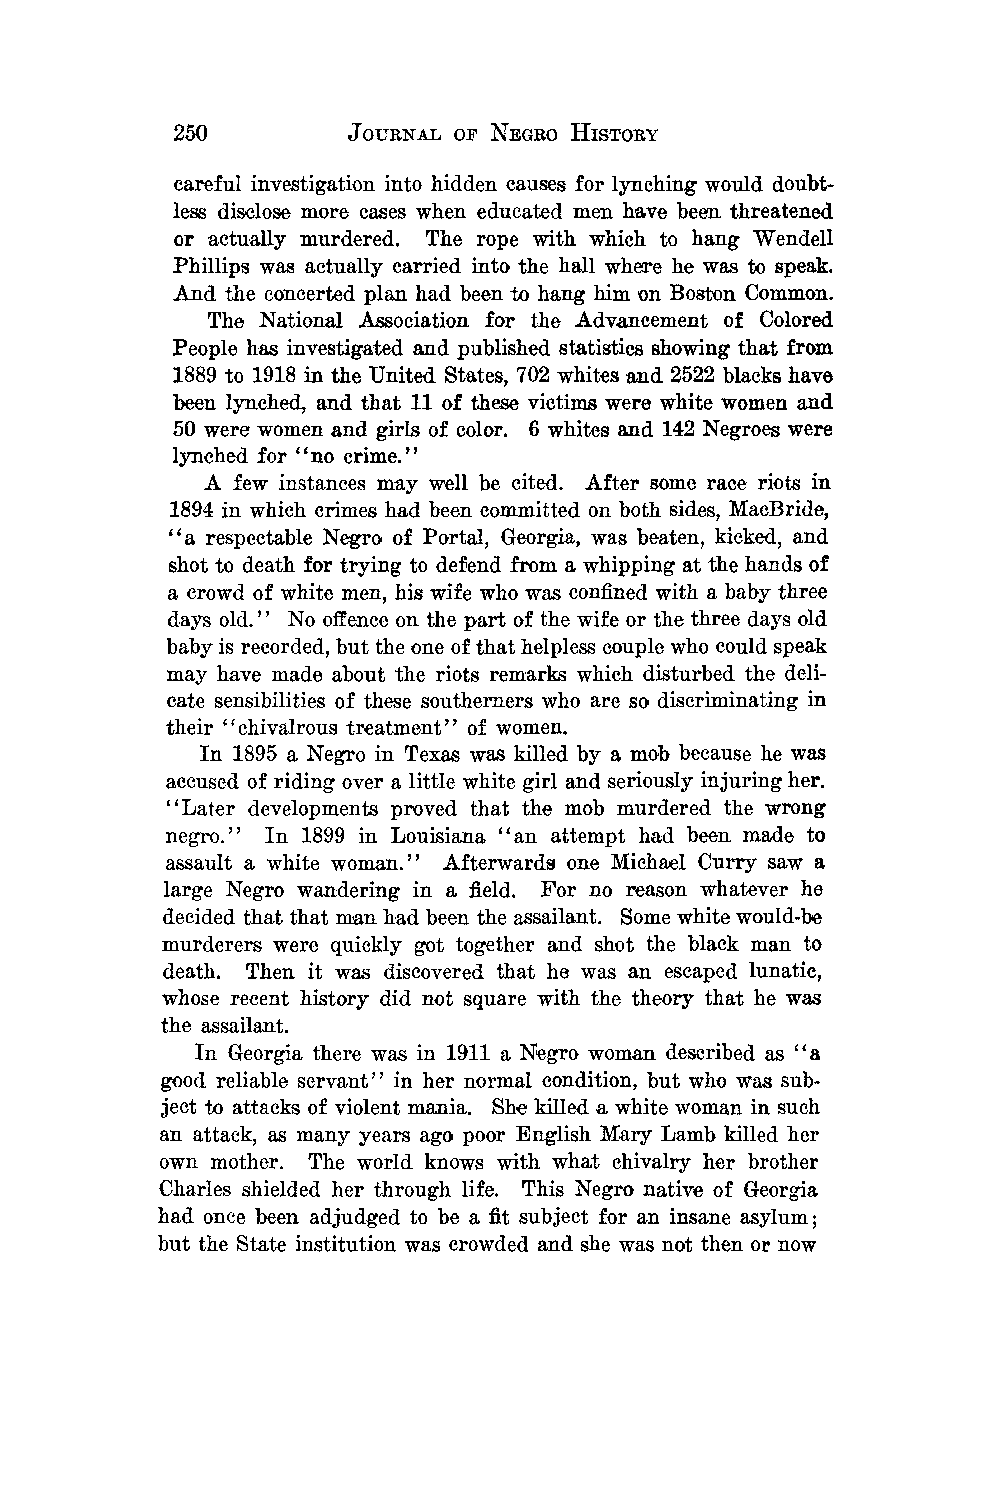 250 JOURNAL OF NEGRO HISTORY
careful investigation into hidden causes for lynching would doubt-
less disclose more cases when educated men have been threatened
or actually murdered. The rope with which to hang Wendell
Phillips was actually carried into the hall where he was to speak.
And the concerted plan had been to hang him on Boston Common.
The National Association for the Advancement of Colored
People has investigated and published statistics showing that from
1889 to 1918 in the United States, 702 whites and 2522 blacks have
been lynched, and that 11 of these victims were white women and
50 were women and girls of color. 6 whites and 142 Negroes were
lynched for "no crime."
A few instances may well be cited. After some race riots in
1894 in which crimes had been committed on both sides, MacBride,
"a respectable Negro of Portal, Georgia, was beaten, kicked, and
shot to death for trying to defend from a whipping at the hands of
a crowd of white men, his wife who was confined with a baby three
days old." No offence on the part of the wife or the three days old
baby is recorded, but the one of that helpless couple who could speak
may have made about the riots remarks which disturbed the deli-
cate sensibilities of these southerners who are so discriminating in
their "chivalrous treatment" of women.
In 1895 a Negro in Texas was killed by a mob because he was
accused of riding over a little white girl and seriously injuring her.
"Later developments proved that the mob murdered the wrong
negro." In 1899 in Louisiana "an attempt had been made to
assault a white woman." Afterwards one Michael Curry saw a
large Negro wandering in a field. For no reason whatever he
decided that that man had been the assailant. Some white would-be
murderers were quickly got together and shot the black man to
death. Then it was discovered that he was an escaped lunatic,
whose recent history did not square with the theory that he was
the assailant.
In Georgia there was in 1911 a Negro woman described as "a
good reliable servant" in her normal condition, but who was sub-
ject to attacks of violent mania. She killed a white woman in such
an attack, as many years ago poor English Mary Lamb killed her
own mother. The world knows with what chivalry her brother
Charles shielded her through life. This Negro native of Georgia
had once been adjudged to be a fit subject for an insane asylum;
but the State institution was crowded and she was not then or now